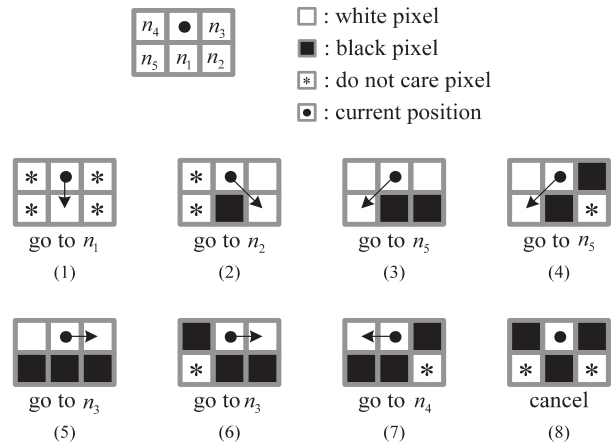 n4 n3
n5 n1 n2
: white pixel
: black pixel
* : do not care pixel
: current position
* * * *
go to n1
(1)
* *
go to n2
(2)
go to n5
(3)
*
go to n5
(4)
go to n3
(5)
*
go to n3
(6)
*
go to n4
(7)
* *
cancel
(8)